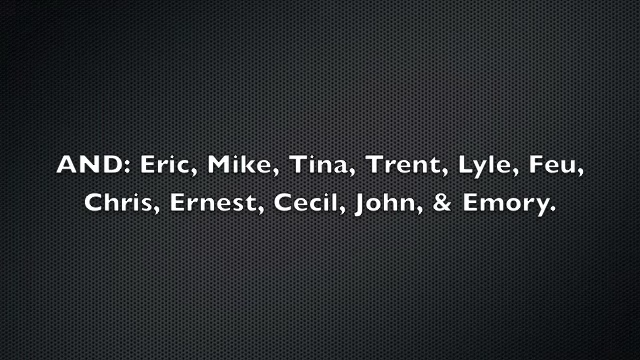 AND: Eric, Mike, Tina, Trent, Lyle, Feu,
Chris, Ernest, Cecil, John, & Emory.